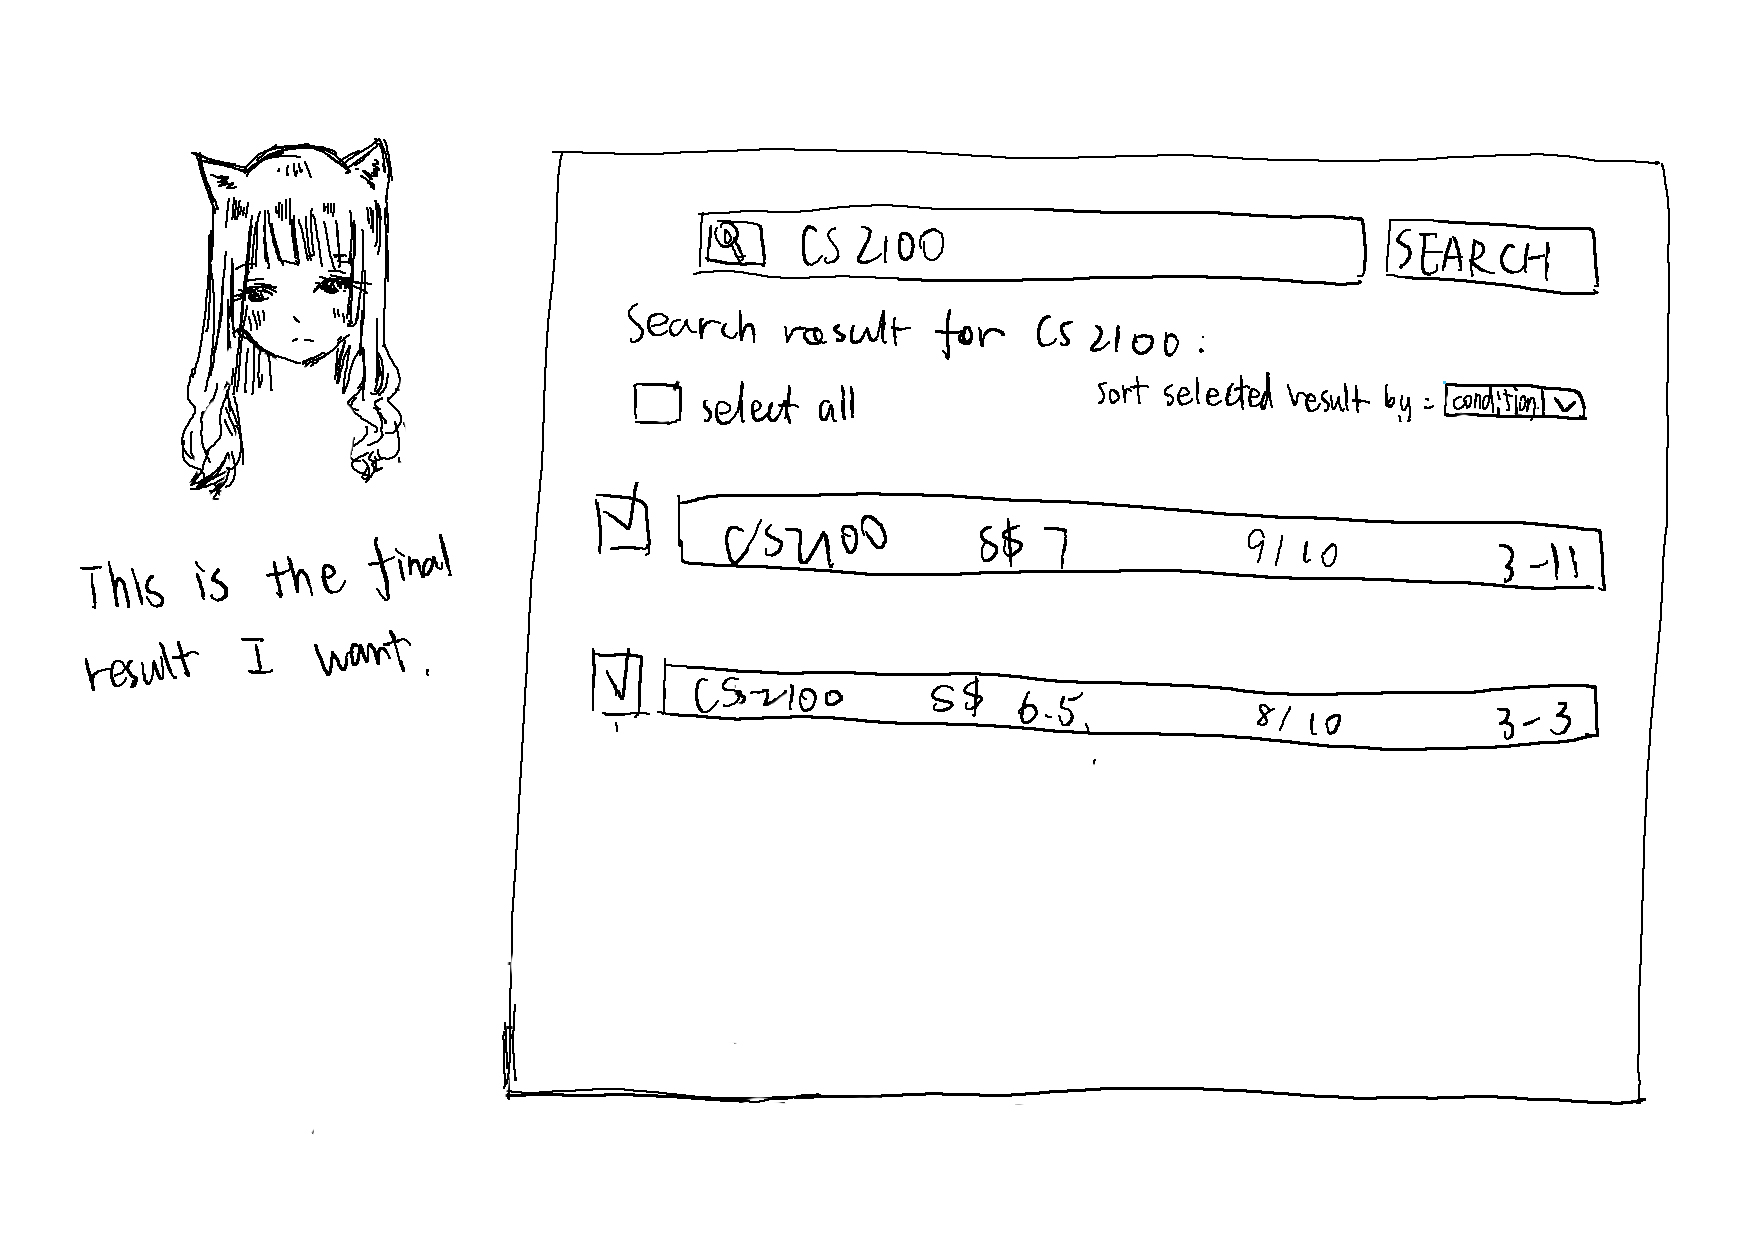 CS 2100
SEARCH
Search result for CS 2100 :
select all
sort selected result by : condition
CS2100 S$ 7 9/10 3-11
CS2100 S$ 6.5 8/10 3-3
This is the final
result I want.